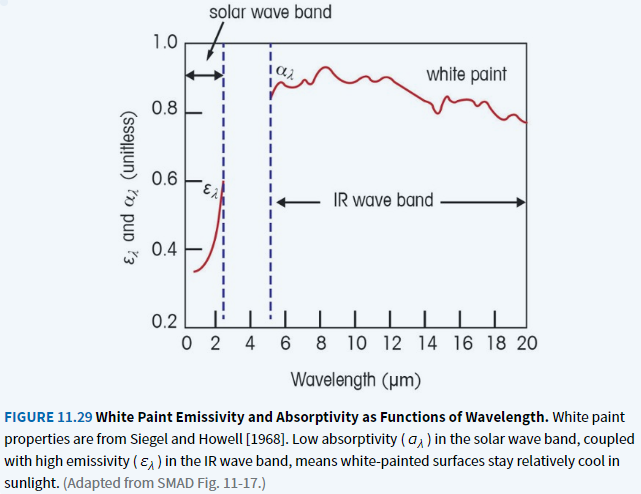 solar wave band
1.0
αλ
white paint
0.8
ελ and αλ (unitless)
0.6
ελ
IR wave band
0.4
0.2
0 2 4 6 8 10 12 14 16 18 20
Wavelength (μm)
FIGURE 11.29 White Paint Emissivity and Absorptivity as Functions of Wavelength. White paint
properties are from Siegel and Howell [1968]. Low absorptivity (αλ) in the solar wave band, coupled
with high emissivity (ελ) in the IR wave band, means white-painted surfaces stay relatively cool in
sunlight. (Adapted from SMAD Fig. 11-17.)